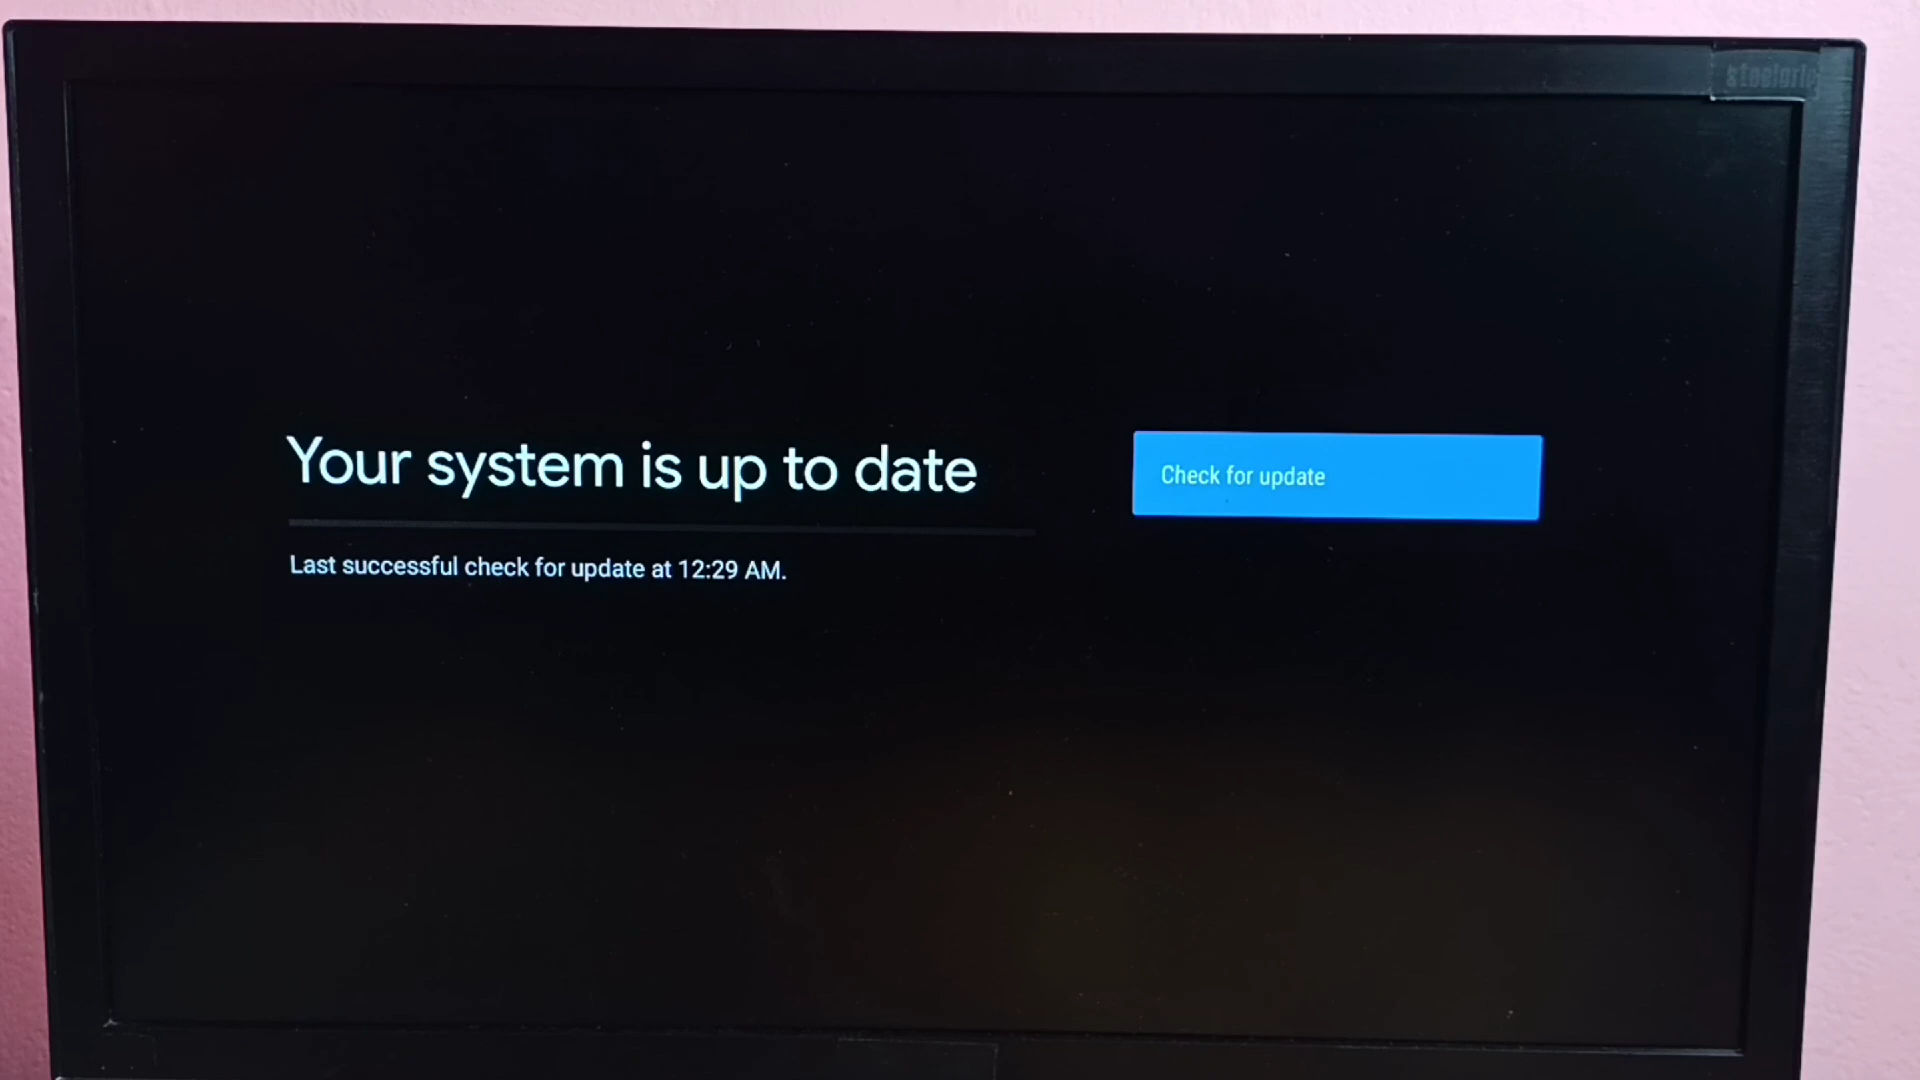 Your system is up to date
Check for update
Last successful check for update at 12:29 AM.